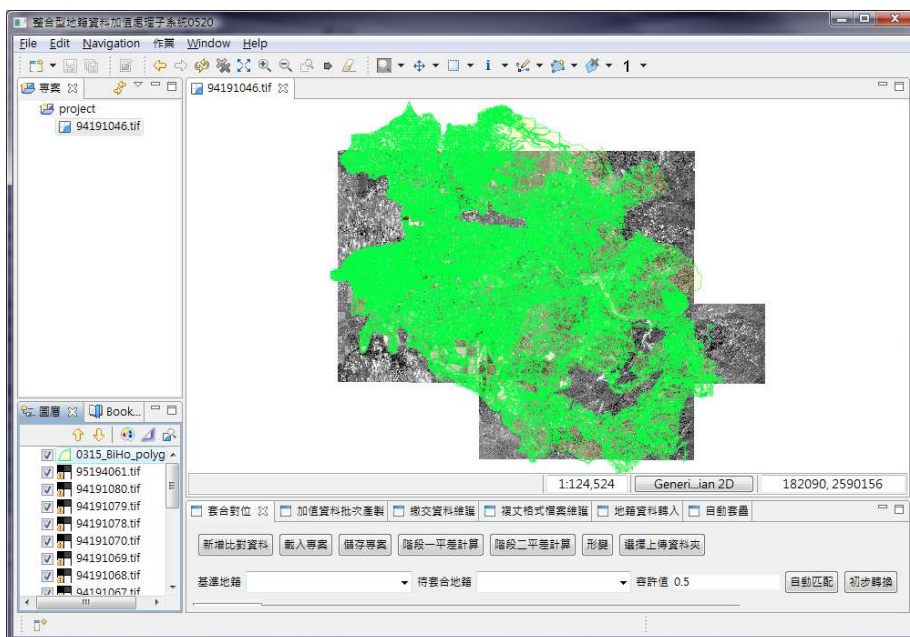 整合型地籍資料加值處理子系統0520
File Edit Navigation 作業 Window Help
1
專案
94191046.tif
project
94191046.tif
圖層 Book...
0315_BiHo_polyg
95194061.tif
94191080.tif
94191079.tif
94191078.tif
94191070.tif
94191069.tif
94191068.tif
94191067.tif
1:124,524 Generi...ian 2D 182090, 2590156
套合對位 加值資料批次產製 繳交資料維護 複丈格式檔案維護 地籍資料轉入 自動套疊
新增比對資料 載入專案 儲存專案 階段一平差計算 階段二平差計算 形變 選擇上傳資料夾
基準地籍 待套合地籍 容許值 0.5 自動匹配 初步轉換